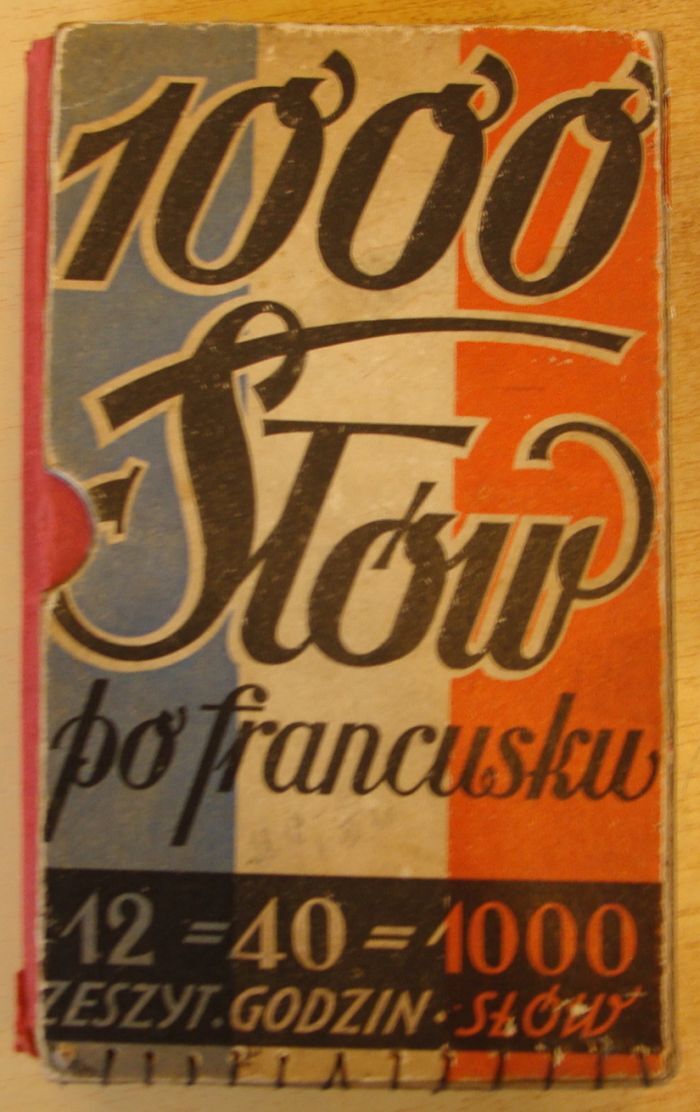 1000
Słów
po francusku
12 = 40 = 1000
ZESZYT. GODZIN. SŁÓW